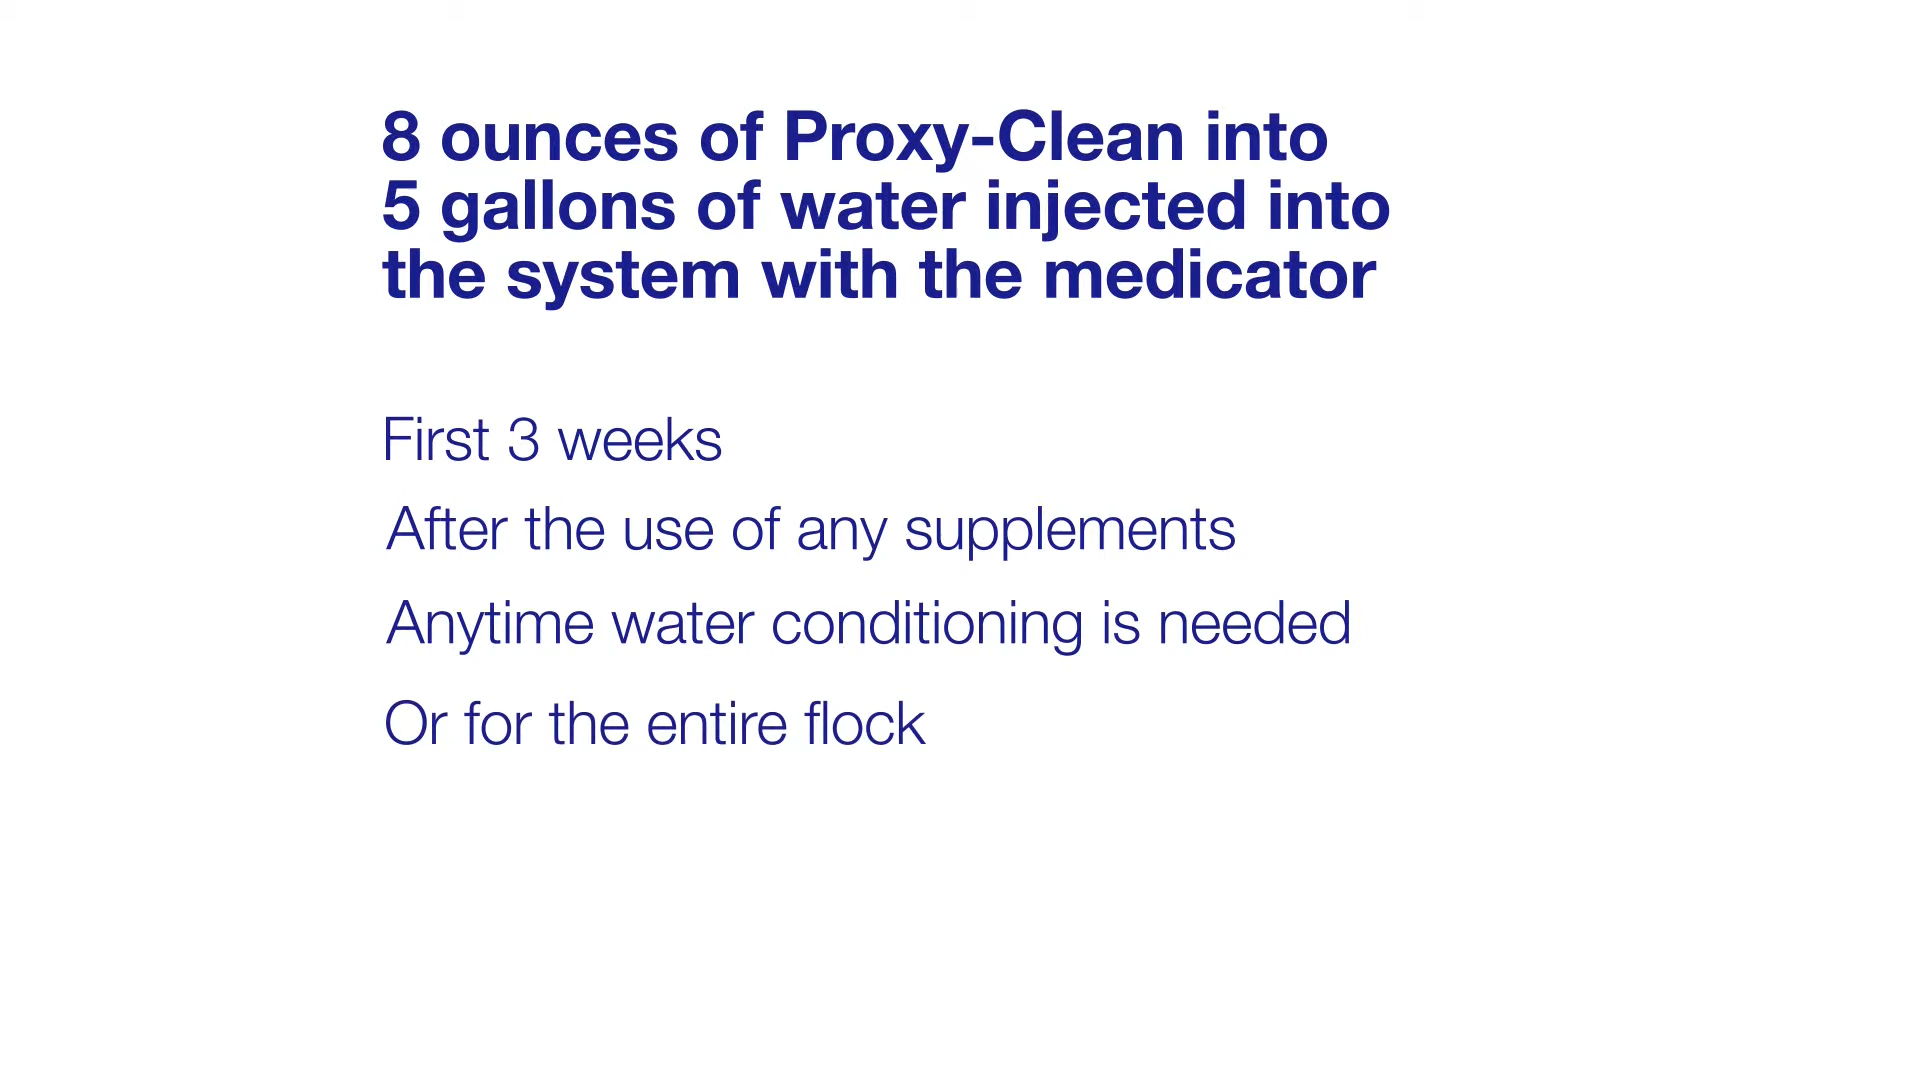 8 ounces of Proxy-Clean into
5 gallons of water injected into
the system with the medicator
First 3 weeks
After the use of any supplements
Anytime water conditioning is needed
Or for the entire flock